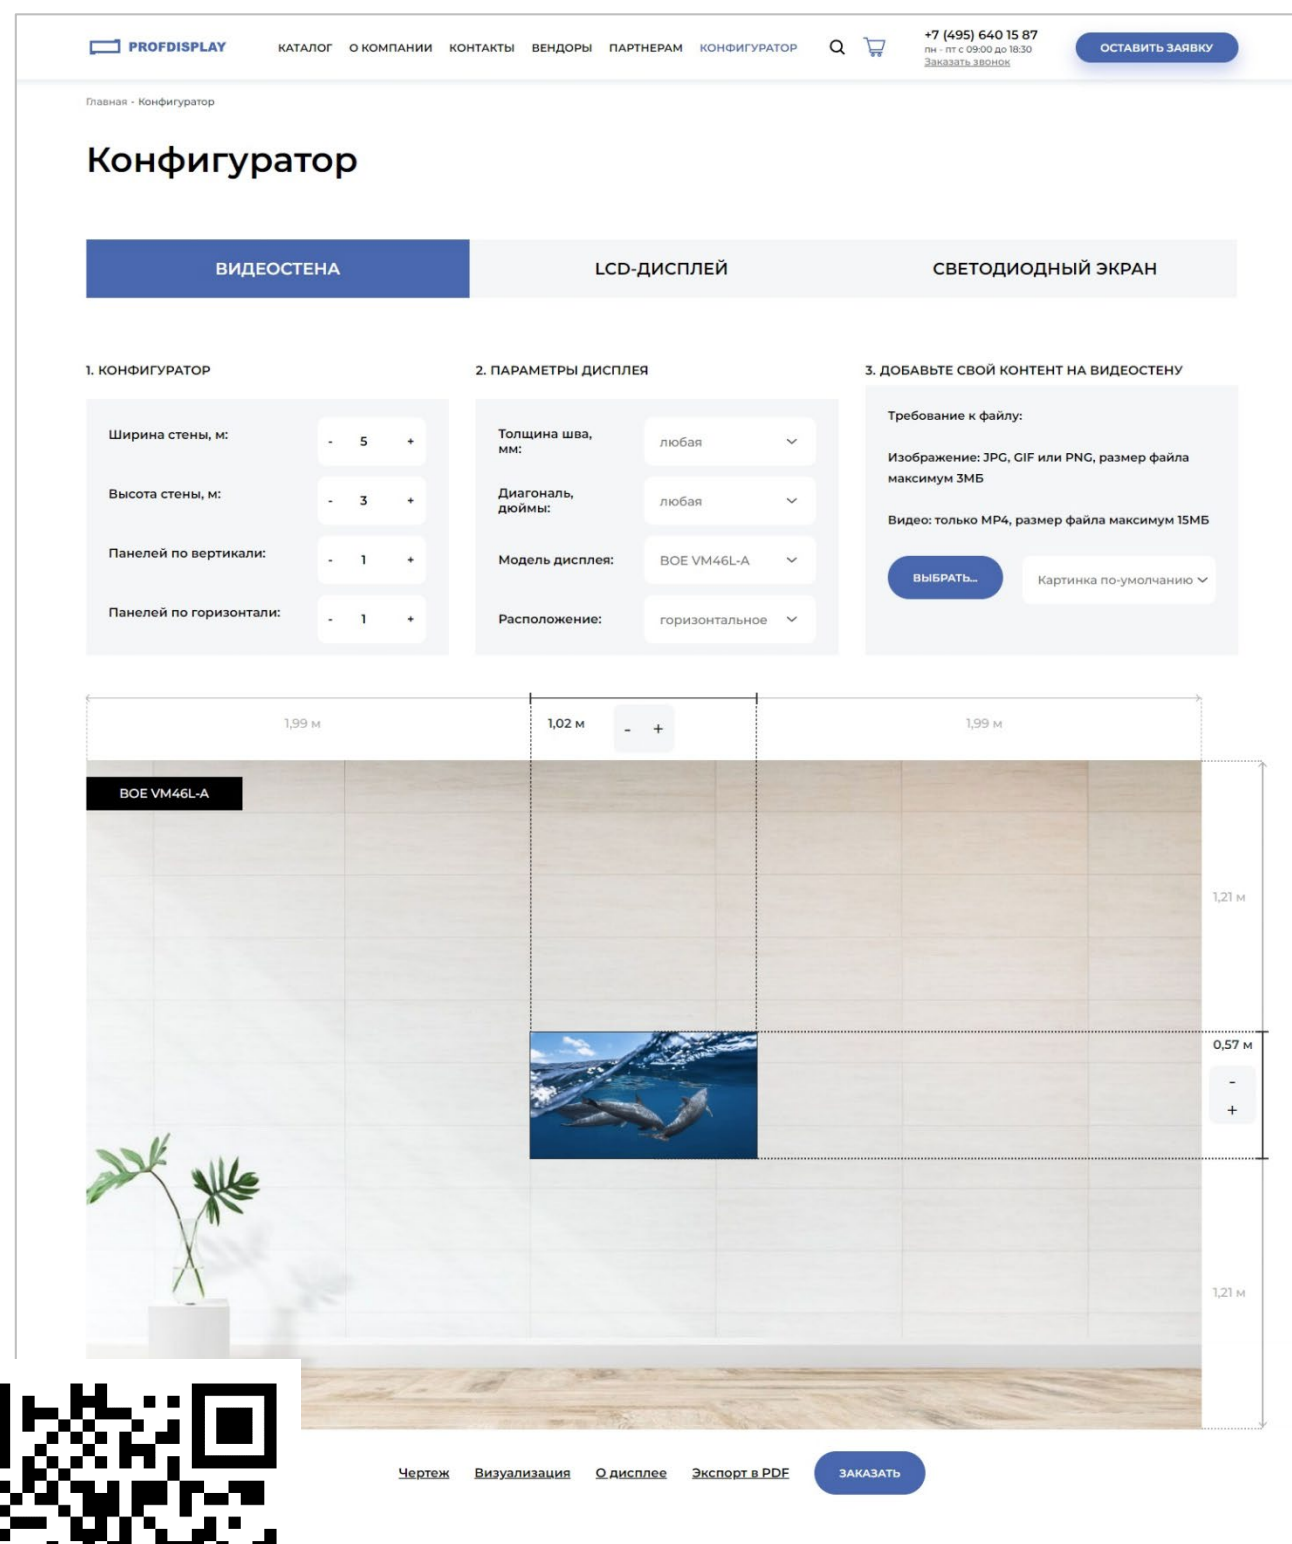 PROFDISPLAY КАТАЛОГ О КОМПАНИИ КОНТАКТЫ ВЕНДОРЫ ПАРТНЕРАМ КОНФИГУРАТОР
+7 (495) 640 15 87
пн - пт с 09:00 до 18:30
Заказать звонок
ОСТАВИТЬ ЗАЯВКУ
Главная - Конфигуратор
Конфигуратор
ВИДЕОСТЕНА LCD-ДИСПЛЕЙ СВЕТОДИОДНЫЙ ЭКРАН
1. КОНФИГУРАТОР
Ширина стены, м: - 5 +
Высота стены, м: - 3 +
Панелей по вертикали: - 1 +
Панелей по горизонтали: - 1 +
2. ПАРАМЕТРЫ ДИСПЛЕЯ
Толщина шва,
мм:
любая
Диагональ,
дюймы:
любая
Модель дисплея: BOE VM46L-A
Расположение: горизонтальное
3. ДОБАВЬТЕ СВОЙ КОНТЕНТ НА ВИДЕОСТЕНУ
Требование к файлу:
Изображение: JPG, GIF или PNG, размер файла
максимум 3МБ
Видео: только MP4, размер файла максимум 15МБ
ВЫБРАТЬ... Картинка по-умолчанию
1,99 м 1,02 м - + 1,99 м
BOE VM46L-A
1,21 м
0,57 м
-
+
1,21 м
Чертеж Визуализация О дисплее Экспорт в PDF ЗАКАЗАТЬ